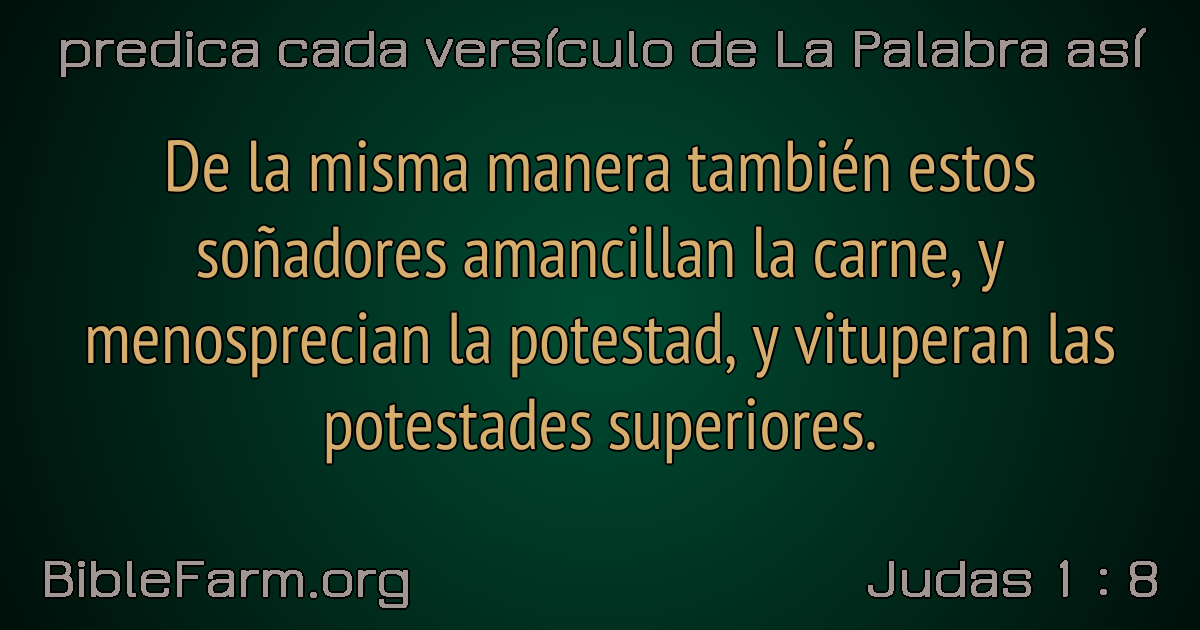 predica cada versículo de La Palabra así
De la misma manera también estos
soñadores amancillan la carne, y
menosprecian la potestad, y vituperan las
potestades superiores.
BibleFarm.org
Judas 1 : 8